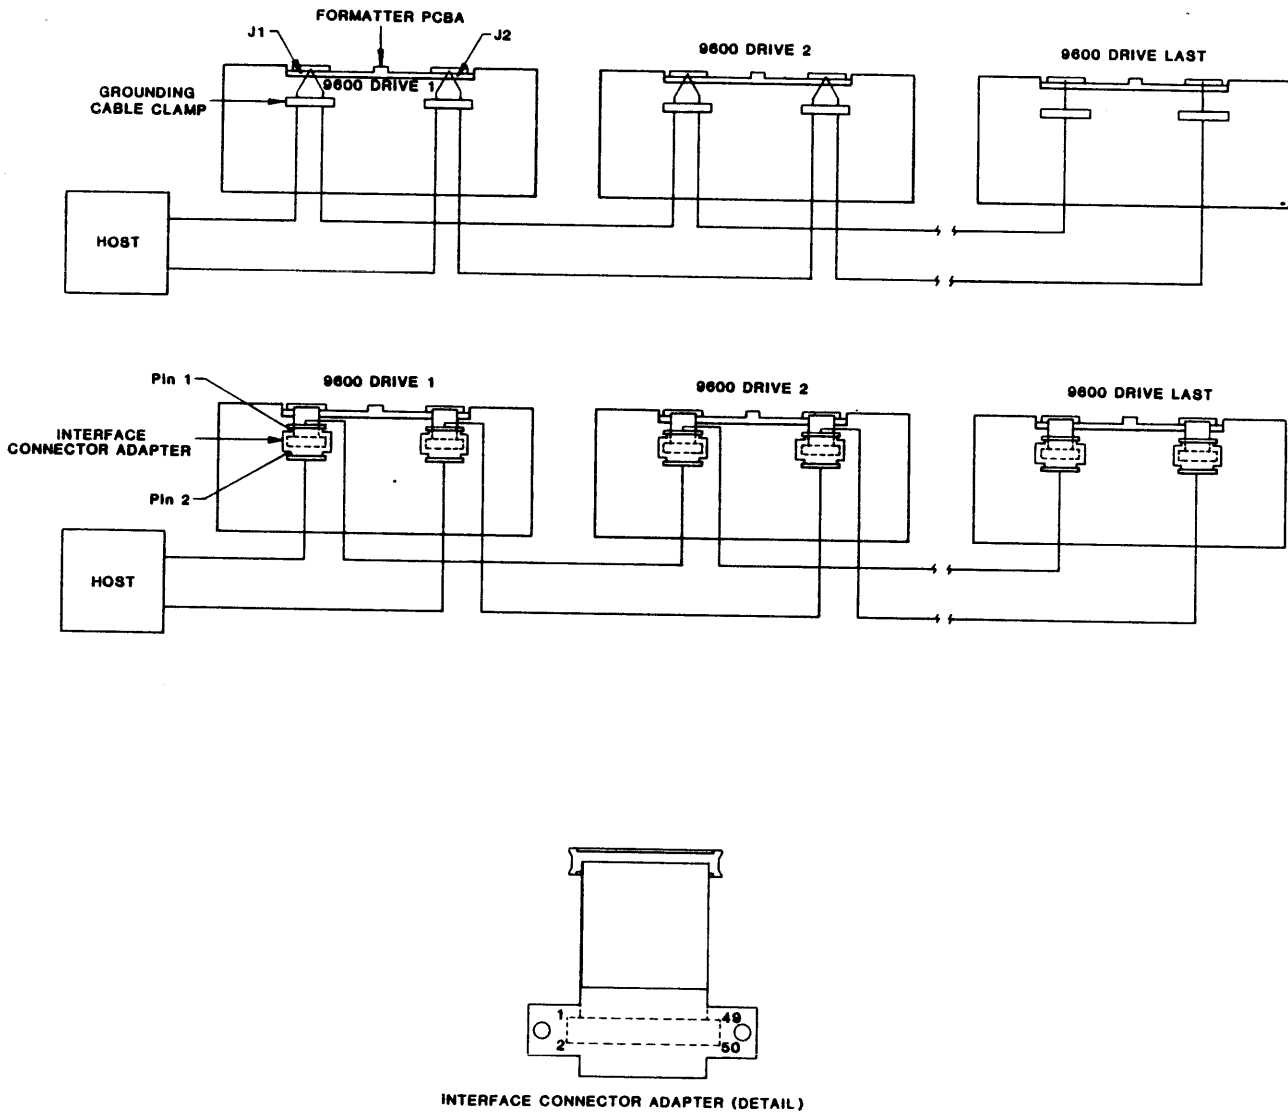 FORMATTER PCBA
J1
J2
9600 DRIVE 2
9600 DRIVE LAST
9600 DRIVE 1
GROUNDING
CABLE CLAMP
HOST
Pin 1
9600 DRIVE 1
9600 DRIVE 2
9600 DRIVE LAST
INTERFACE
CONNECTOR ADAPTER
Pin 2
HOST
1
49
2
50
INTERFACE CONNECTOR ADAPTER (DETAIL)